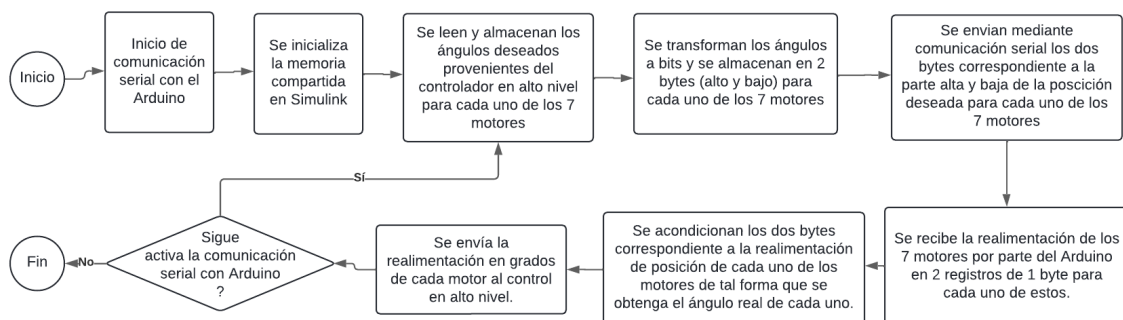 Inicio
Inicio de
comunicación
serial con el
Arduino
Se inicializa
la memoria
compartida
en Simulink
Se leen y almacenan los
ángulos deseados
provenientes del
controlador en alto nivel
para cada uno de los 7
motores
Se transforman los ángulos
a bits y se almacenan en 2
bytes (alto y bajo) para
cada uno de los 7 motores
Se envian mediante
comunicación serial los dos
bytes correspondiente a la
parte alta y baja de la poscición
deseada para cada uno de los
7 motores
Se recibe la realimentación de los
7 motores por parte del Arduino
en 2 registros de 1 byte para
cada uno de estos.
Se acondicionan los dos bytes
correspondiente a la realimentación
de posición de cada uno de los
motores de tal forma que se
obtenga el ángulo real de cada uno.
Se envía la
realimentación en grados
de cada motor al control
en alto nivel.
Sigue
activa la comunicación
serial con Arduino
?
Sí
No
Fin